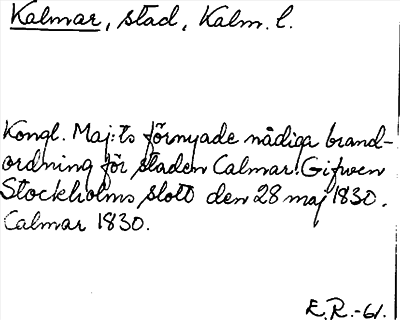 Kalmar, stad, Kalm. l.
Kongl. Maj:ts förnyade nådiga brand-
ordning för staden Calmar. Gifwen
Stockholms slott den 28 maj 1830.
Calmar 1830.
E.R.-61.